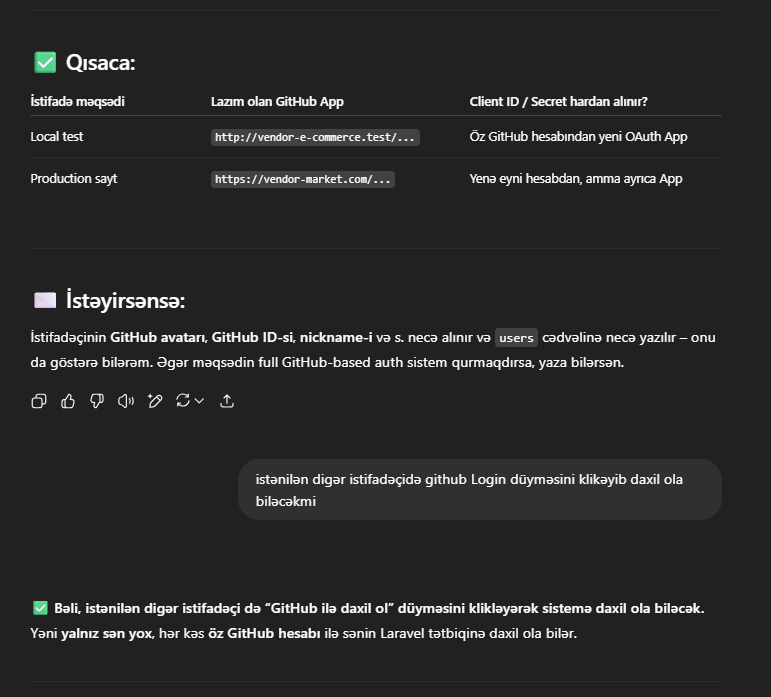 Qısaca:
İstifadə məqsədi Lazım olan GitHub App Client ID / Secret hardan alınır?
Local test http://vendor-e-commerce.test/... Öz GitHub hesabından yeni OAuth App
Production sayt https://vendor-market.com/... Yenə eyni hesabdan, amma ayrıca App
İstəyirsənsə:
İstifadəçinin GitHub avatarı, GitHub ID-si, nickname-i və s. necə alınır və users cədvəlinə necə yazılır – onu
da göstərə bilərəm. Əgər məqsədin full GitHub-based auth sistem qurmaqdırsa, yaza bilərsən.
istənilən digər istifadəçidə github Login düyməsini klikəyib daxil ola
biləcəkmi
Bəli, istənilən digər istifadəçi də “GitHub ilə daxil ol” düyməsini klikləyərək sistemə daxil ola biləcək.
Yəni yalnız sən yox, hər kəs öz GitHub hesabı ilə sənin Laravel tətbiqinə daxil ola bilər.